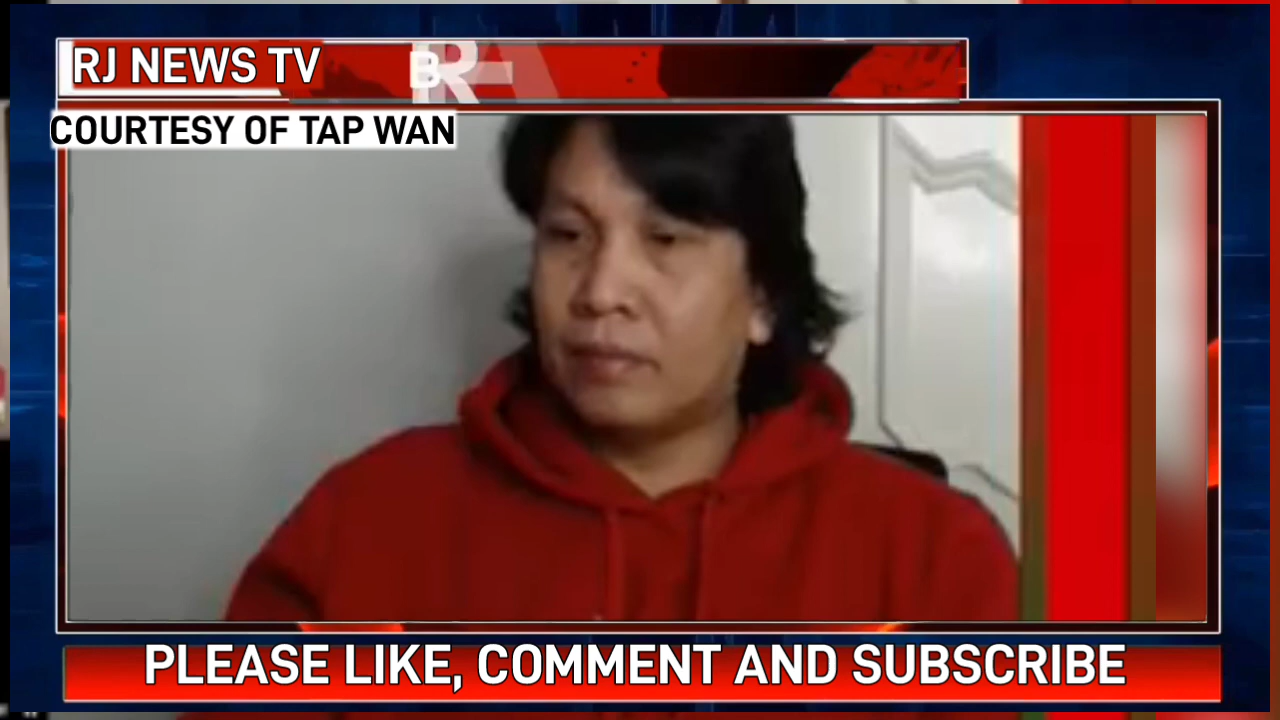 RJ NEWS TV
COURTESY OF TAP WAN
PLEASE LIKE, COMMENT AND SUBSCRIBE